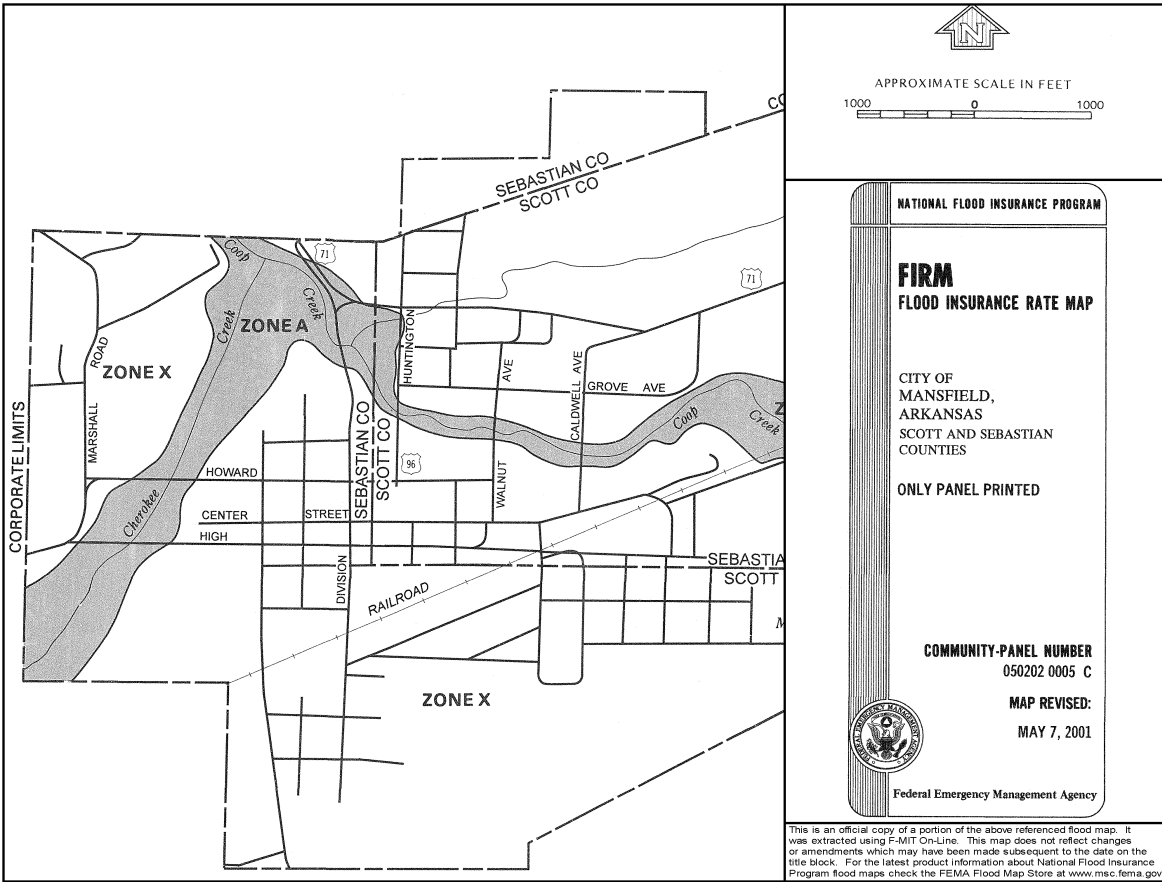 CO
SEBASTIAN CO
SCOTT CO
71
71
Coop
Creek
Creek
ZONE A
ZONE X
ROAD
MARSHALL
HUNTINGTON
AVE
CALDWELL AVE
GROVE AVE
Z
Coop
Creek
CORPORATE LIMITS
SEBASTIAN CO
SCOTT CO
96
HOWARD
WALNUT
Cherokee
CENTER STREET
HIGH
DIVISION
RAILROAD
SEBASTIA
SCOTT
M
ZONE X
N
APPROXIMATE SCALE IN FEET
1000 0 1000
NATIONAL FLOOD INSURANCE PROGRAM
FIRM
FLOOD INSURANCE RATE MAP
CITY OF
MANSFIELD,
ARKANSAS
SCOTT AND SEBASTIAN
COUNTIES
ONLY PANEL PRINTED
COMMUNITY-PANEL NUMBER
050202 0005 C
MAP REVISED:
MAY 7, 2001
FEDERAL EMERGENCY MANAGEMENT AGENCY
Federal Emergency Management Agency
This is an official copy of a portion of the above referenced flood map. It
was extracted using F-MIT On-Line. This map does not reflect changes
or amendments which may have been made subsequent to the date on the
title block. For the latest product information about National Flood Insurance
Program flood maps check the FEMA Flood Map Store at www.msc.fema.gov